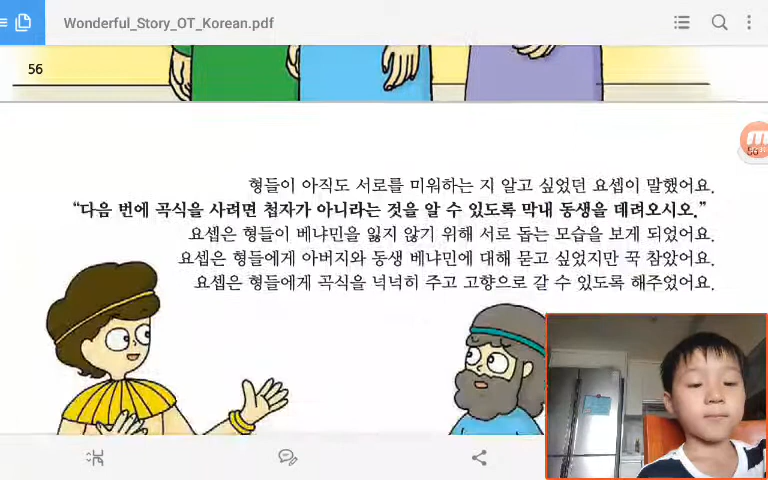 Wonderful_Story_OT_Korean.pdf
56
형들이 아직도 서로를 미워하는 지 알고 싶었던 요셉이 말했어요.
“다음 번에 곡식을 사려면 첩자가 아니라는 것을 알 수 있도록 막내 동생을 데려오시오.”
요셉은 형들이 베냐민을 잃지 않기 위해 서로 돕는 모습을 보게 되었어요.
요셉은 형들에게 아버지와 동생 베냐민에 대해 묻고 싶었지만 꾹 참았어요.
요셉은 형들에게 곡식을 넉넉히 주고 고향으로 갈 수 있도록 해주었어요.